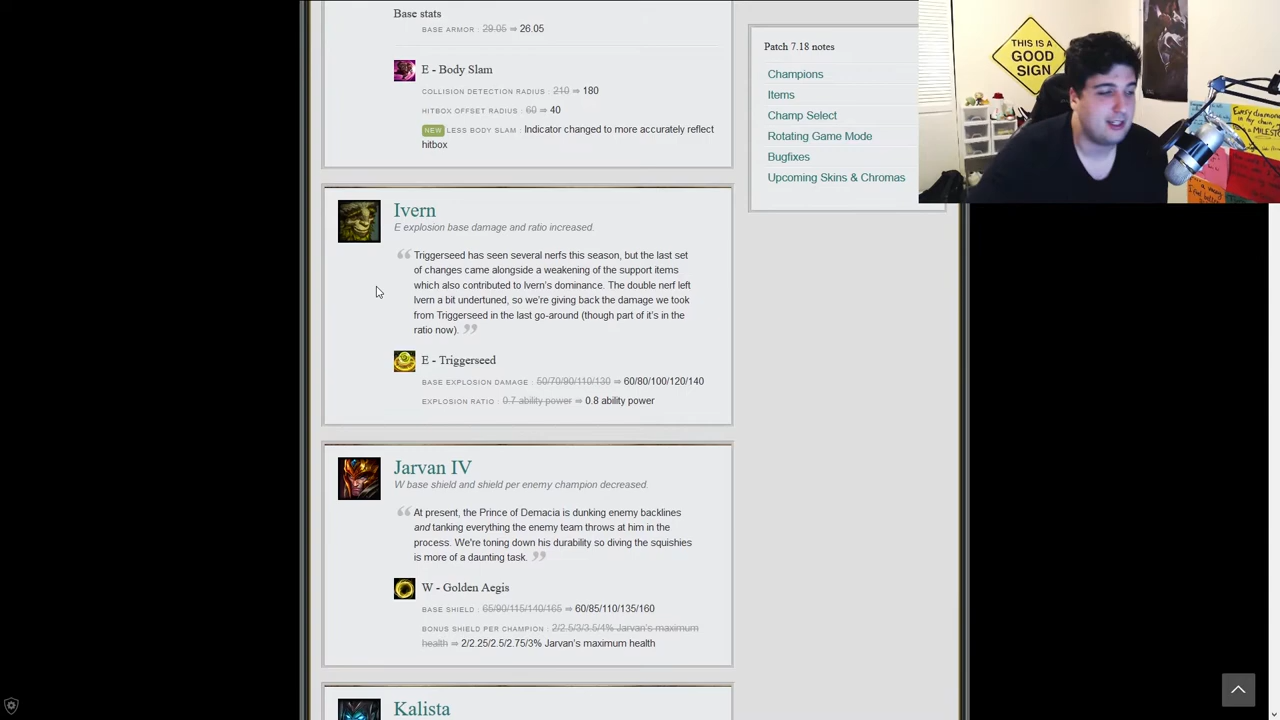 Base stats
BASE ARMOR : 29.05 ⇒ 26.05
E - Body Slam
COLLISION DETECTION RADIUS : 210 ⇒ 180
HITBOX OFFSET RADIUS : 60 ⇒ 40
NEW LESS BODY SLAM : Indicator changed to more accurately reflect
hitbox
Ivern
E explosion base damage and ratio increased.
Triggerseed has seen several nerfs this season, but the last set
of changes came alongside a weakening of the support items
which also contributed to Ivern's dominance. The double nerf left
Ivern a bit undertuned, so we're giving back the damage we took
from Triggerseed in the last go-around (though part of it's in the
ratio now).
E - Triggerseed
BASE EXPLOSION DAMAGE : 50/70/90/110/130 ⇒ 60/80/100/120/140
EXPLOSION RATIO : 0.7 ability power ⇒ 0.8 ability power
Jarvan IV
W base shield and shield per enemy champion decreased.
At present, the Prince of Demacia is dunking enemy backlines
and tanking everything the enemy team throws at him in the
process. We're toning down his durability so diving the squishies
is more of a daunting task.
W - Golden Aegis
BASE SHIELD : 65/90/115/140/165 ⇒ 60/85/110/135/160
BONUS SHIELD PER CHAMPION : 2/2.5/3/3.5/4% Jarvan's maximum
health ⇒ 2/2.25/2.5/2.75/3% Jarvan's maximum health
Kalista
Patch 7.18 notes
Champions
Items
Champ Select
Rotating Game Mode
Bugfixes
Upcoming Skins & Chromas
THIS IS A
GOOD
SIGN
Every diamond
in my chain
a MILESTO